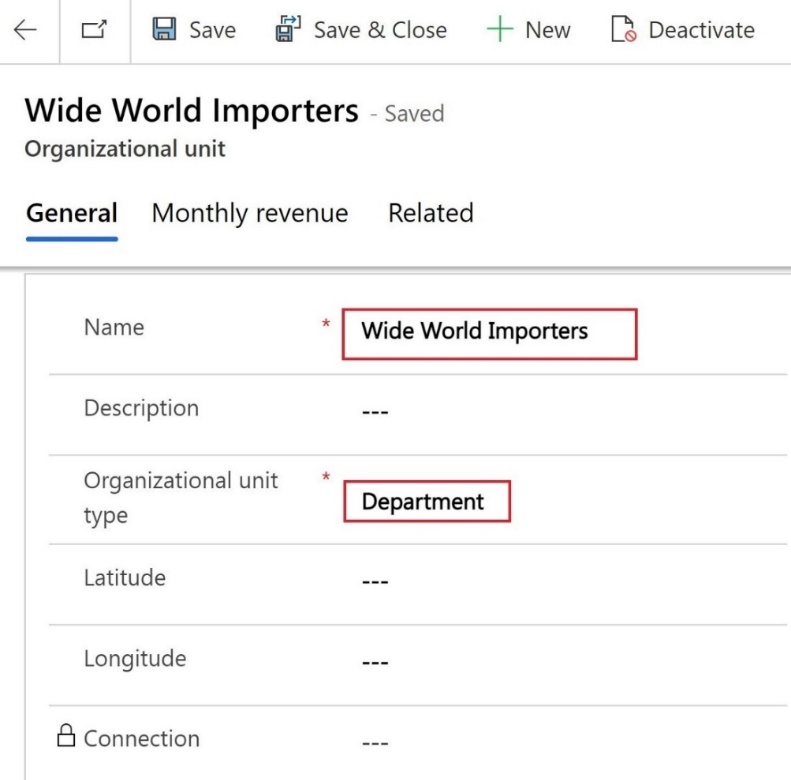 Save Save & Close New Deactivate
Wide World Importers - Saved
Organizational unit
General Monthly revenue Related
Name * Wide World Importers
Description ---
Organizational unit * Department
type
Latitude ---
Longitude ---
Connection ---